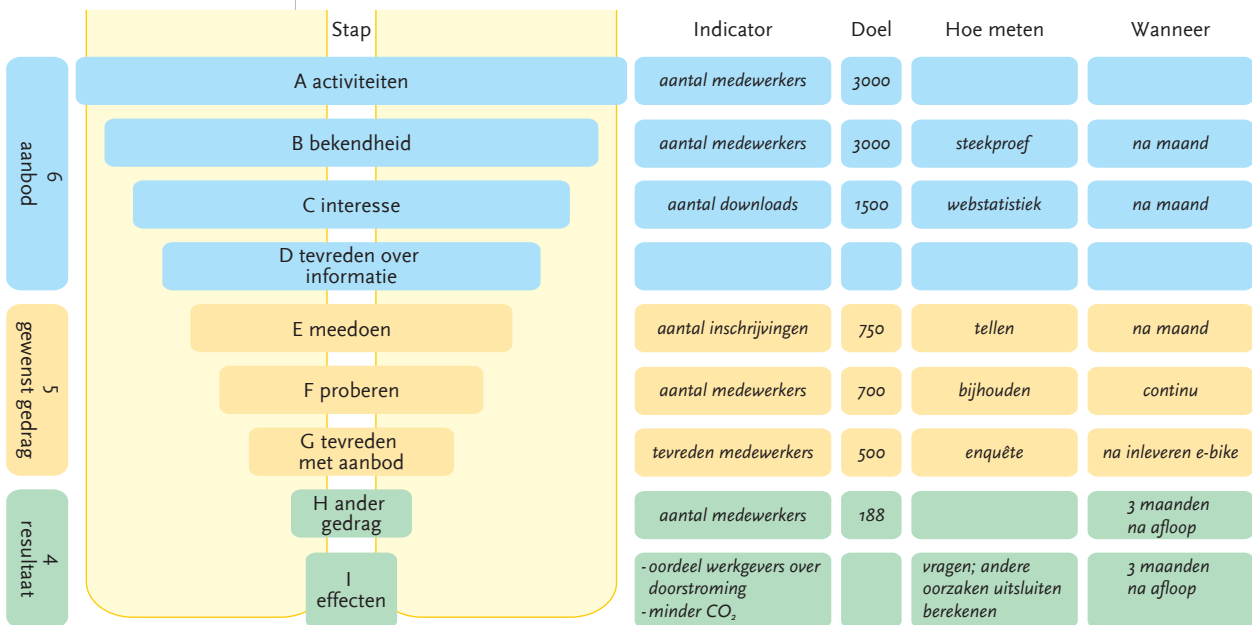 Stap Indicator Doel Hoe meten Wanneer
6 aanbod
A activiteiten aantal medewerkers 3000
B bekendheid aantal medewerkers 3000 steekproef na maand
C interesse aantal downloads 1500 webstatistiek na maand
D tevreden over
informatie
5 gewenst gedrag
E meedoen aantal inschrijvingen 750 tellen na maand
F proberen aantal medewerkers 700 bijhouden continu
G tevreden
met aanbod
tevreden medewerkers 500 enquête na inleveren e-bike
4 resultaat
H ander
gedrag
aantal medewerkers 188
3 maanden
na afloop
I
effecten
- oordeel werkgevers over
doorstroming
- minder CO₂
vragen; andere
oorzaken uitsluiten
berekenen
3 maanden
na afloop